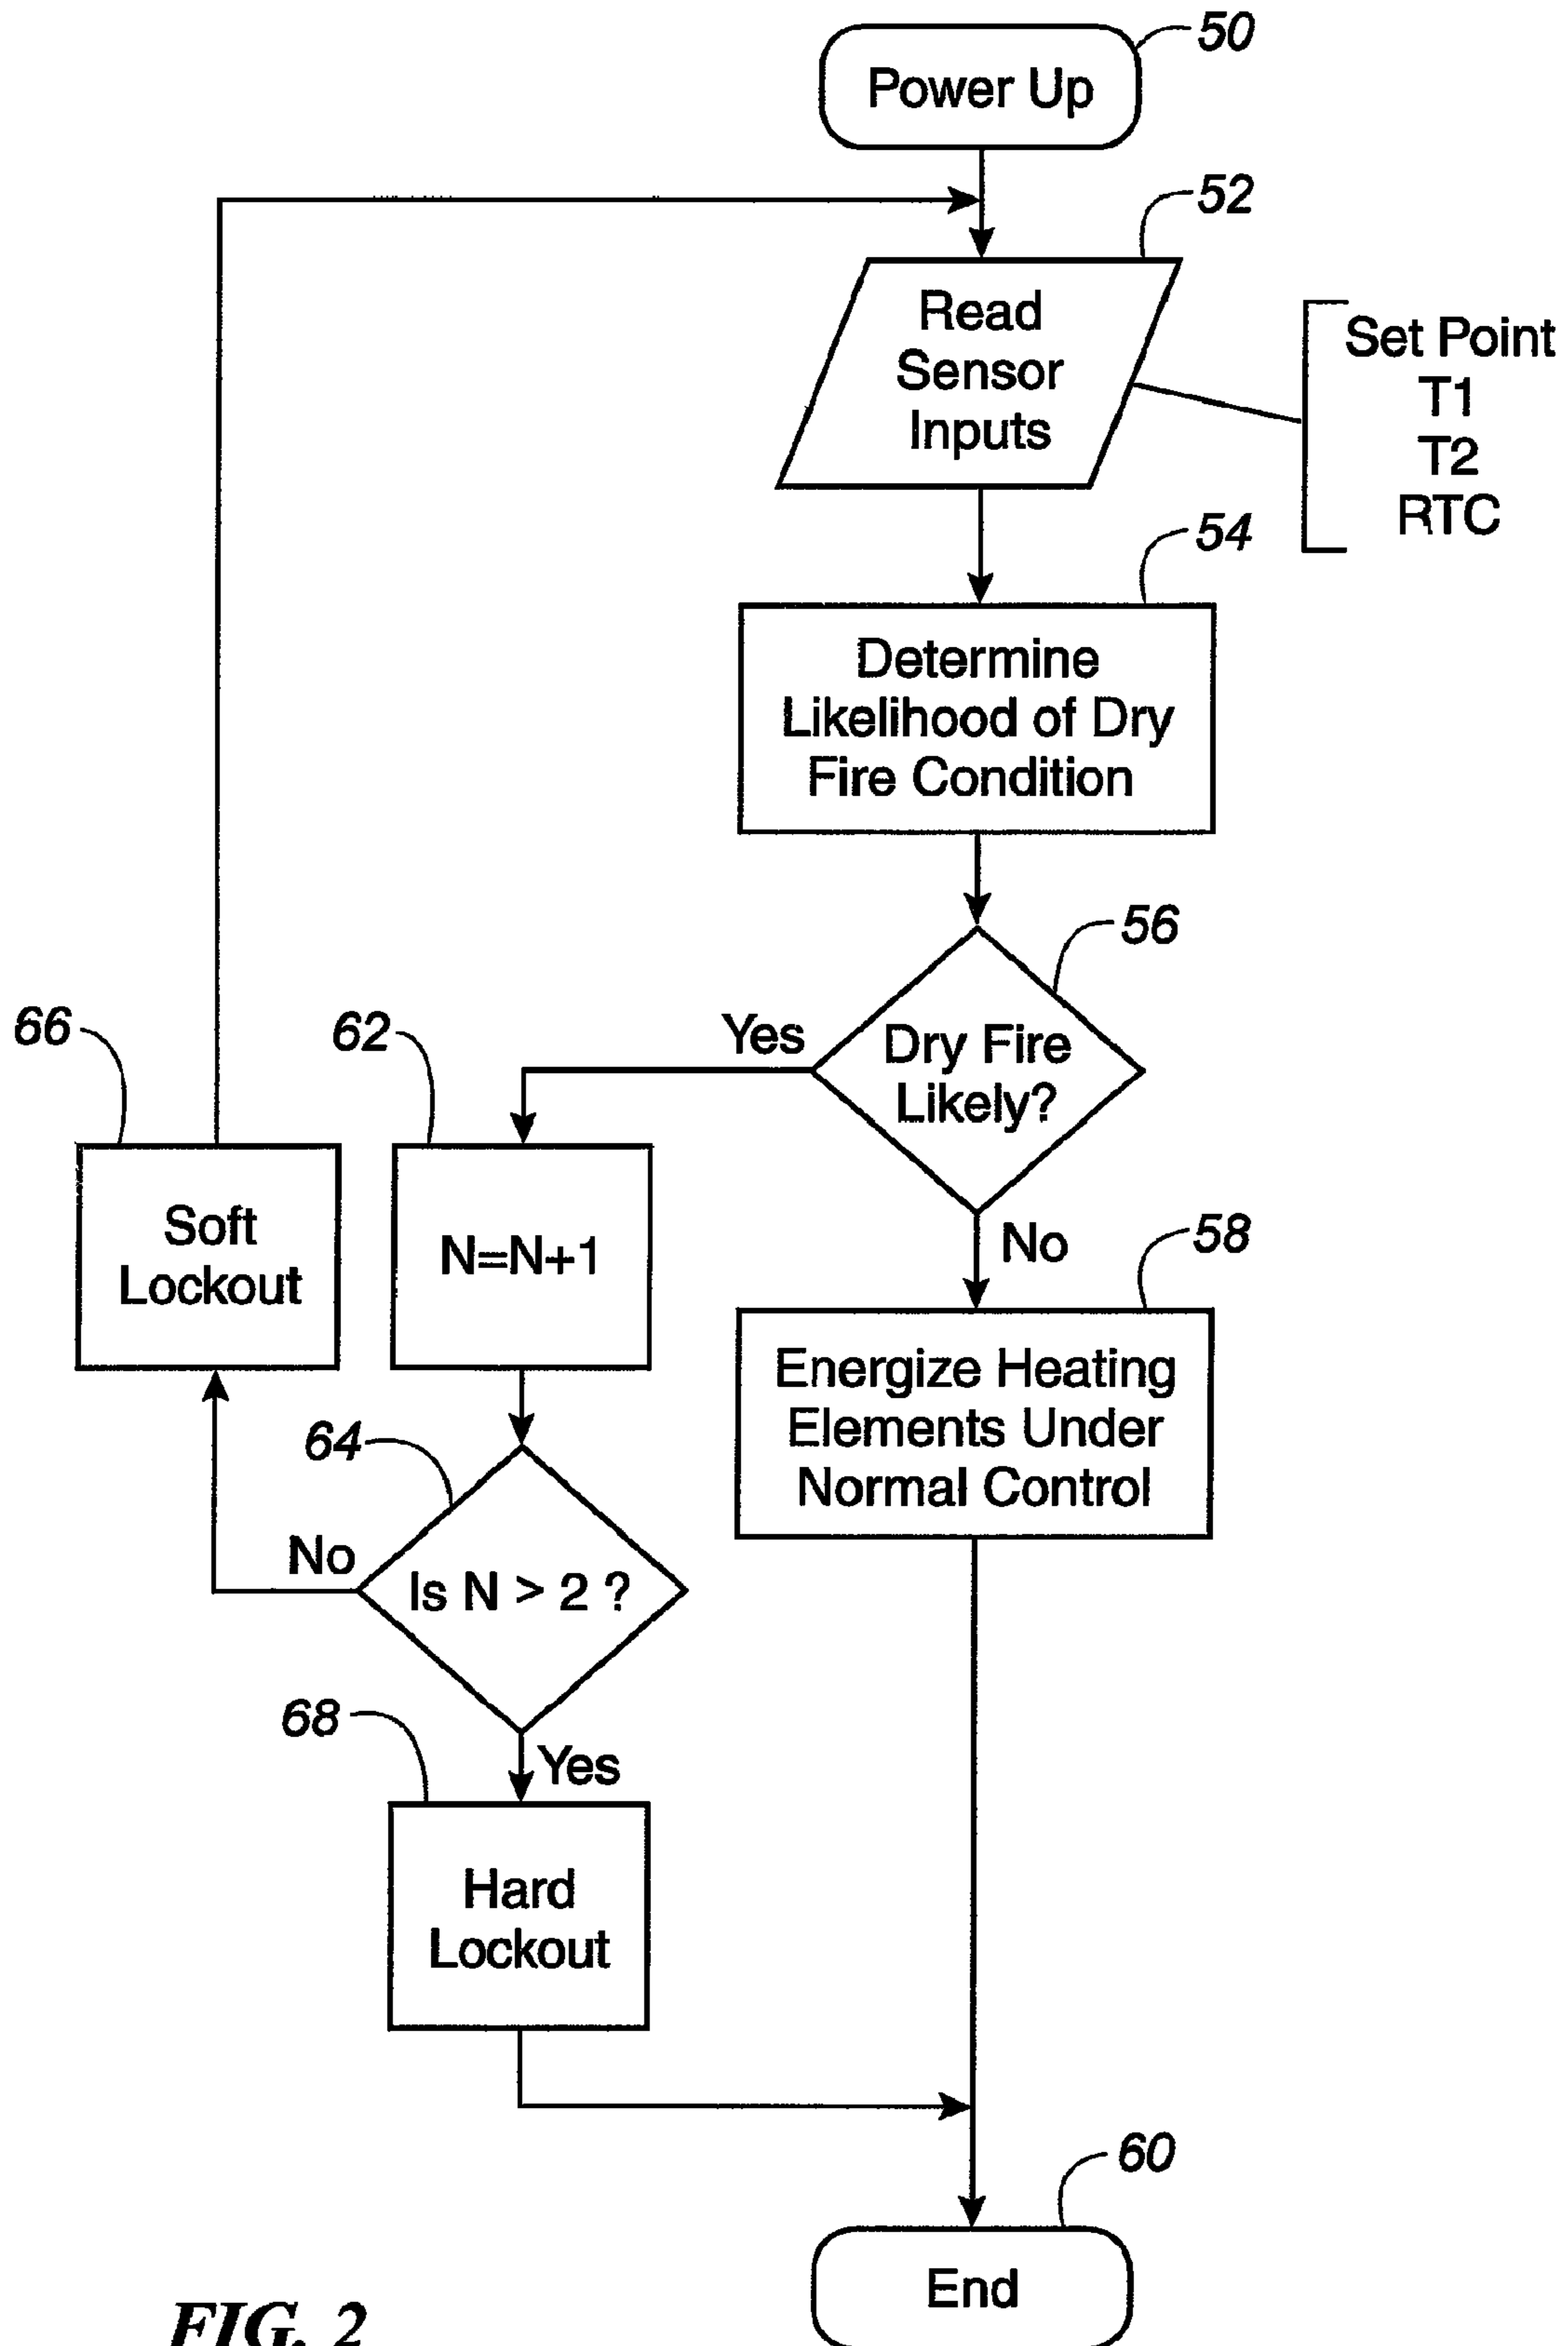 50
Power Up
52
Read
Sensor
Inputs
Set Point
T1
T2
RTC
54
Determine
Likelihood of Dry
Fire Condition
56
Yes
Dry Fire
Likely?
66
62
Soft
Lockout
N=N+1
No
58
Energize Heating
Elements Under
Normal Control
64
No
Is N > 2 ?
68
Yes
Hard
Lockout
60
End
FIG. 2